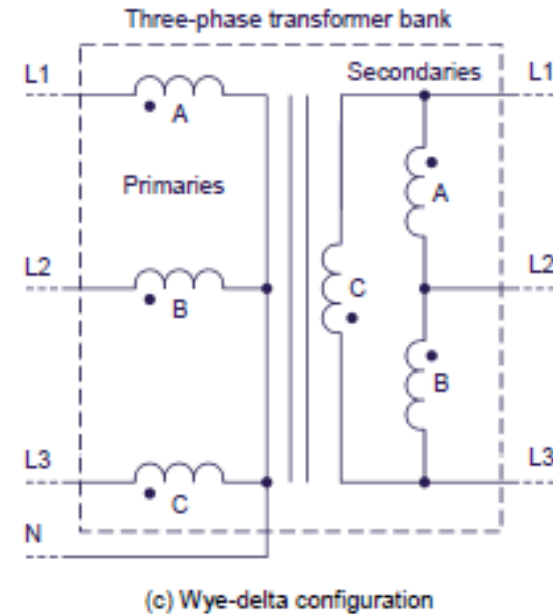 Three-phase transformer bank
L1
Secondaries
L1
A
Primaries
A
L2
C
L2
B
B
L3
L3
C
N
(c) Wye-delta configuration